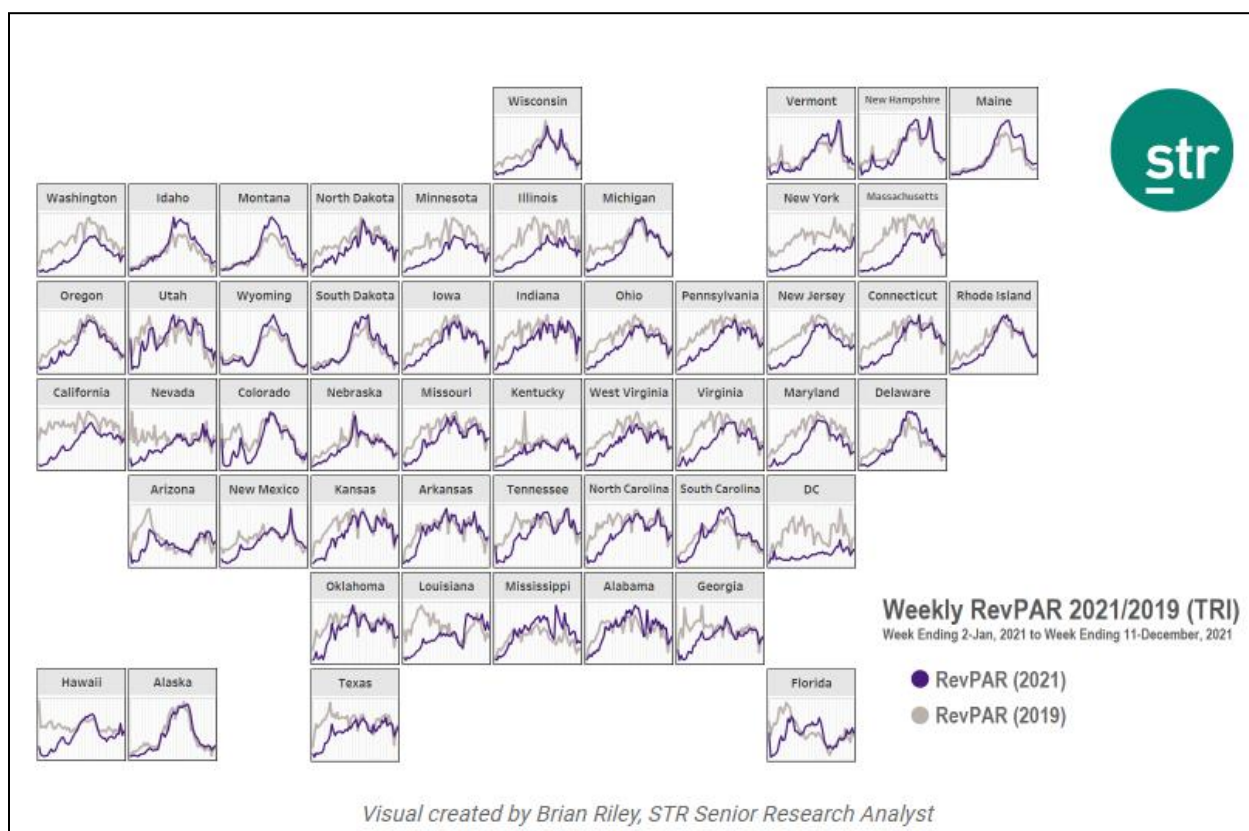 Wisconsin
Vermont
New Hampshire
Maine
str
Washington
Idaho
Montana
North Dakota
Minnesota
Illinois
Michigan
New York
Massachusetts
Oregon
Utah
Wyoming
South Dakota
Iowa
Indiana
Ohio
Pennsylvania
New Jersey
Connecticut
Rhode Island
California
Nevada
Colorado
Nebraska
Missouri
Kentucky
West Virginia
Virginia
Maryland
Delaware
Arizona
New Mexico
Kansas
Arkansas
Tennessee
North Carolina
South Carolina
DC
Oklahoma
Louisiana
Mississippi
Alabama
Georgia
Weekly RevPAR 2021/2019 (TRI)
Week Ending 2-Jan, 2021 to Week Ending 11-December, 2021
Hawaii
Alaska
Texas
Florida
RevPAR (2021)
RevPAR (2019)
Visual created by Brian Riley, STR Senior Research Analyst